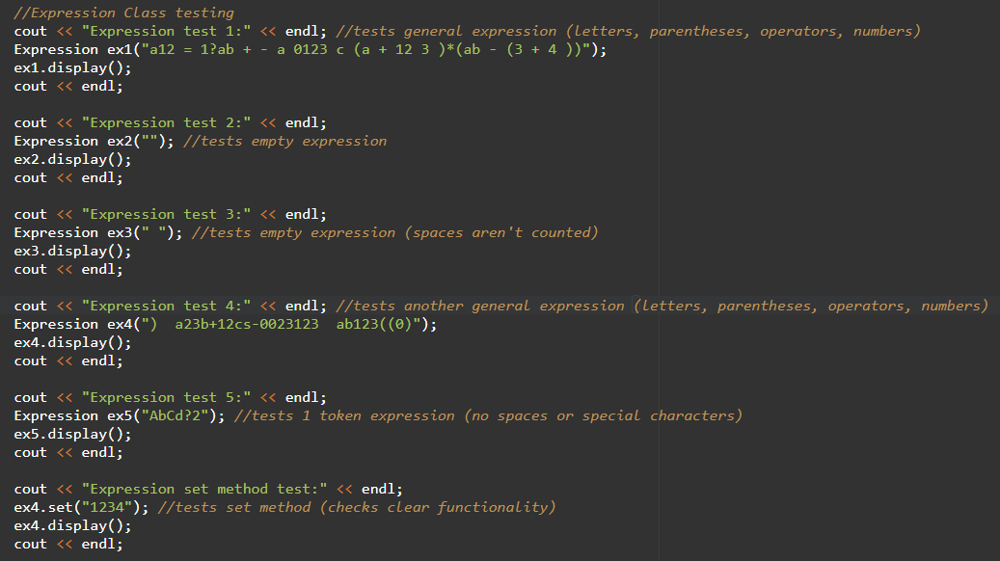 //Expression Class testing
cout << "Expression test 1:" << endl; //tests general expression (letters, parentheses, operators, numbers)
Expression ex1("a12 = 1?ab + - a 0123 c (a + 12 3 )*(ab - (3 + 4 ))");
ex1.display();
cout << endl;

cout << "Expression test 2:" << endl;
Expression ex2(""); //tests empty expression
ex2.display();
cout << endl;

cout << "Expression test 3:" << endl;
Expression ex3(" "); //tests empty expression (spaces aren't counted)
ex3.display();
cout << endl;

cout << "Expression test 4:" << endl; //tests another general expression (letters, parentheses, operators, numbers)
Expression ex4(")  a23b+12cs-0023123  ab123((0)");
ex4.display();
cout << endl;

cout << "Expression test 5:" << endl;
Expression ex5("AbCd?2"); //tests 1 token expression (no spaces or special characters)
ex5.display();
cout << endl;

cout << "Expression set method test:" << endl;
ex4.set("1234"); //tests set method (checks clear functionality)
ex4.display();
cout << endl;